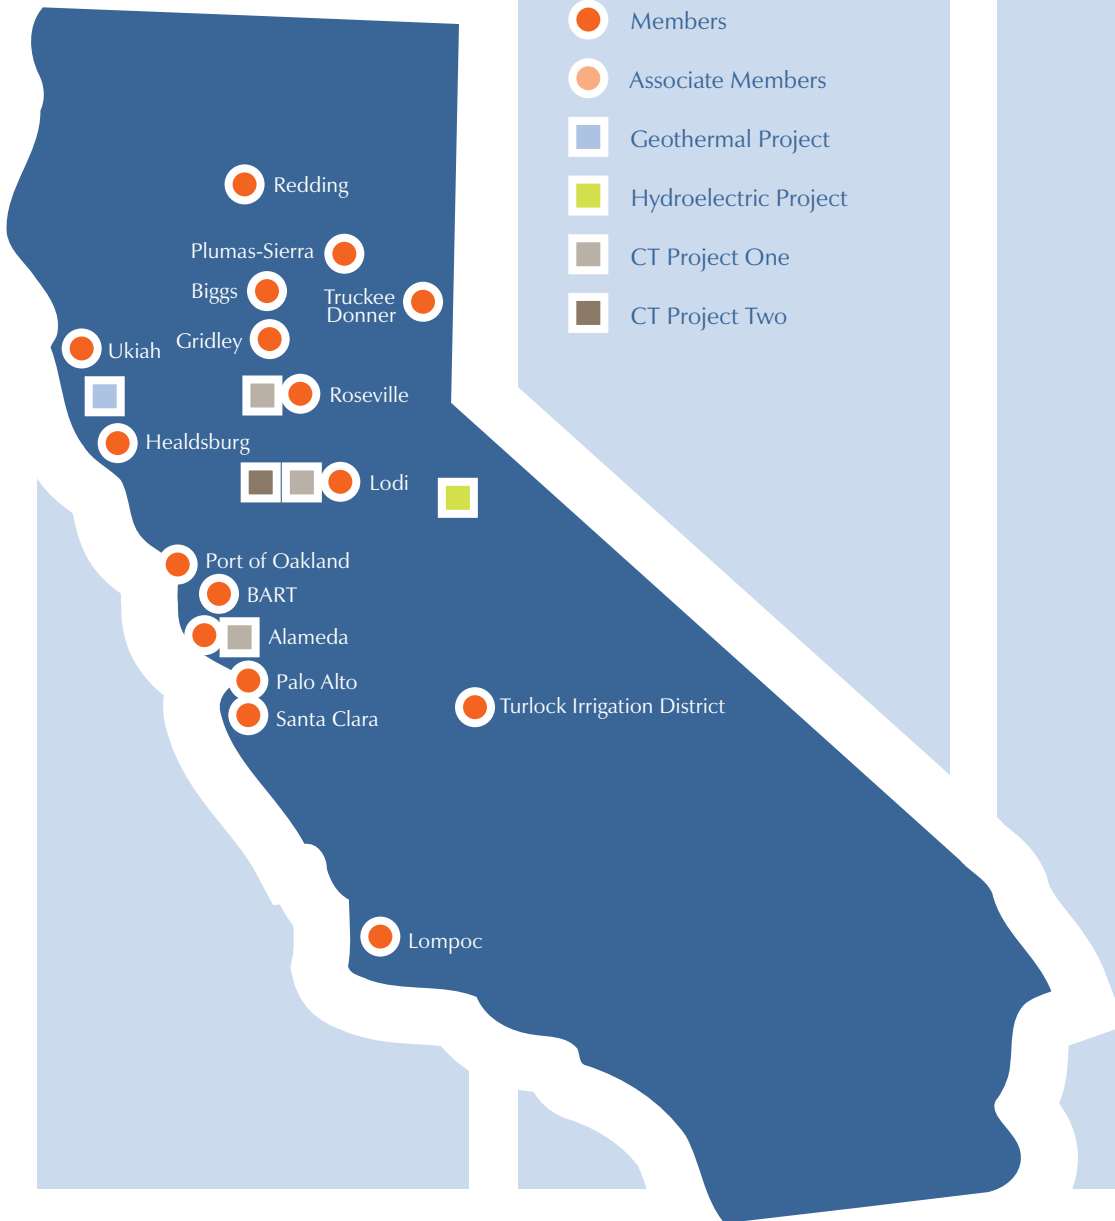 Members
Associate Members
Geothermal Project
Hydroelectric Project
CT Project One
CT Project Two
Redding
Plumas-Sierra
Biggs
Truckee
Donner
Gridley
Ukiah
Roseville
Healdsburg
Lodi
Port of Oakland
BART
Alameda
Palo Alto
Santa Clara
Turlock Irrigation District
Lompoc